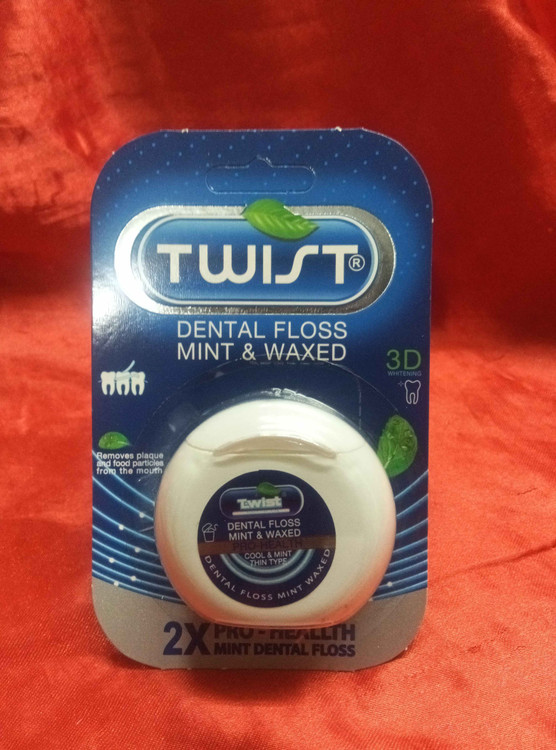 TWIST®
DENTAL FLOSS
MINT & WAXED
3D
WHITENING
Removes plaque
and food particles
from the mouth
Twist
DENTAL FLOSS
MINT & WAXED
COOL & MINT
THIN TYPE
DENTAL FLOSS MINT WAXED
2X PRO - HEALLTH
MINT DENTAL FLOSS